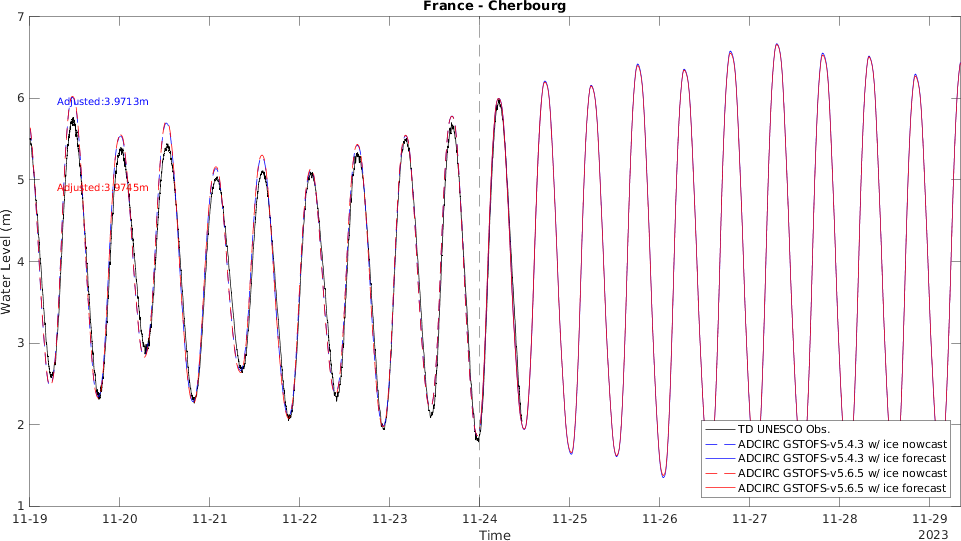 France - Cherbourg
7
6
5
4
3
2
1
Water Level (m)
Adjusted:3.9713m
Adjusted:3.9745m
TD UNESCO Obs.
ADCIRC GSTOFS-v5.4.3 w/ ice nowcast
ADCIRC GSTOFS-v5.4.3 w/ ice forecast
ADCIRC GSTOFS-v5.6.5 w/ ice nowcast
ADCIRC GSTOFS-v5.6.5 w/ ice forecast
11-19 11-20 11-21 11-22 11-23 11-24 11-25 11-26 11-27 11-28 11-29
Time 2023